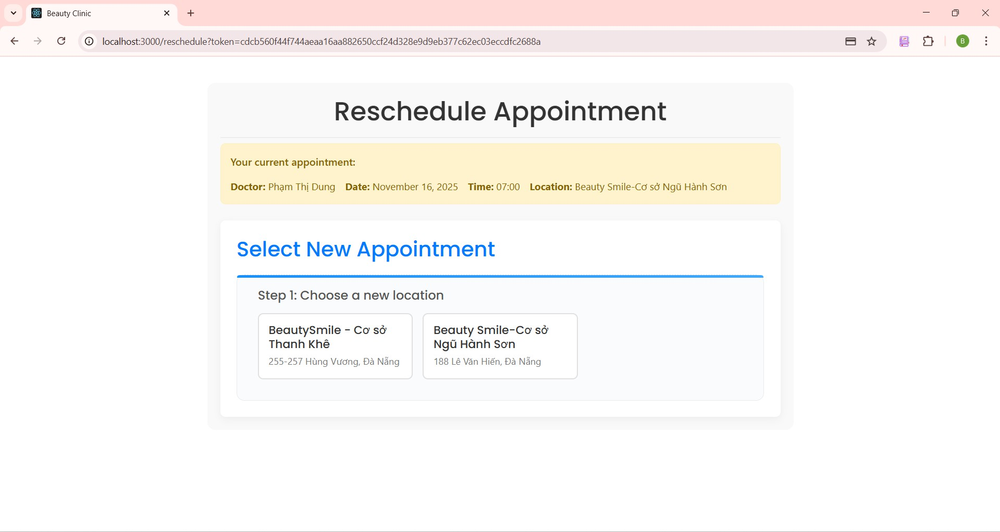 Beauty Clinic
localhost:3000/reschedule?token=cdcb560f44f744aeaa16aa882650ccf24d328e9d9eb377c62ec03eccdfc2688a
B
Reschedule Appointment
Your current appointment:
Doctor: Phạm Thị Dung Date: November 16, 2025 Time: 07:00 Location: Beauty Smile-Cơ sở Ngũ Hành Sơn
Select New Appointment
Step 1: Choose a new location
BeautySmile - Cơ sở
Thanh Khê
255-257 Hùng Vương, Đà Nẵng
Beauty Smile-Cơ sở
Ngũ Hành Sơn
188 Lê Văn Hiến, Đà Nẵng